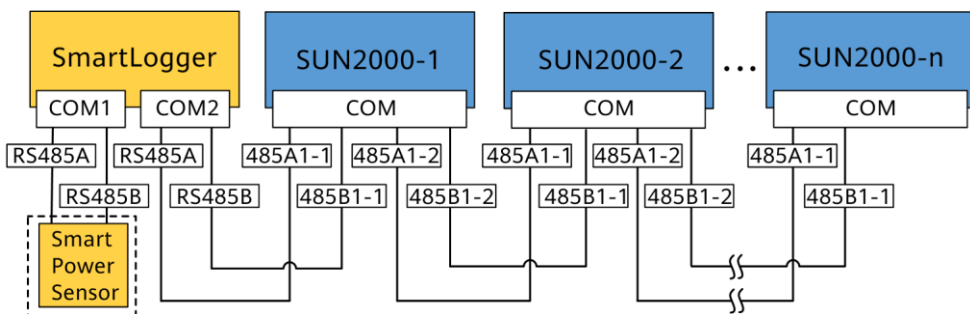 SmartLogger
SUN2000-1
SUN2000-2
...
SUN2000-n
COM1
COM2
COM
COM
COM
RS485A
RS485A
485A1-1
485A1-2
485A1-1
485A1-2
485A1-1
RS485B
RS485B
485B1-1
485B1-2
485B1-1
485B1-2
485B1-1
Smart
Power
Sensor